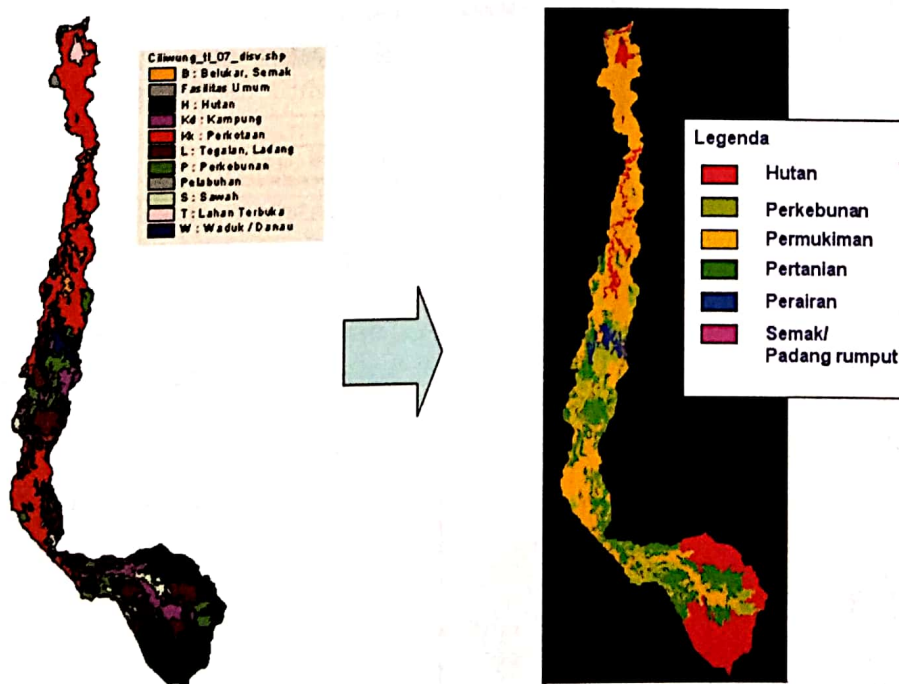 Ciliwung_tl_07_disv.shp
B : Belukar, Semak
Fasilitas Umum
H : Hutan
Kd : Kampung
Kk : Perkotaan
L : Tegalan, Ladang
P : Perkebunan
Pelabuhan
S : Sawah
T : Lahan Terbuka
W : Waduk / Danau
Legenda
Hutan
Perkebunan
Permukiman
Pertanian
Perairan
Semak/
Padang rumput